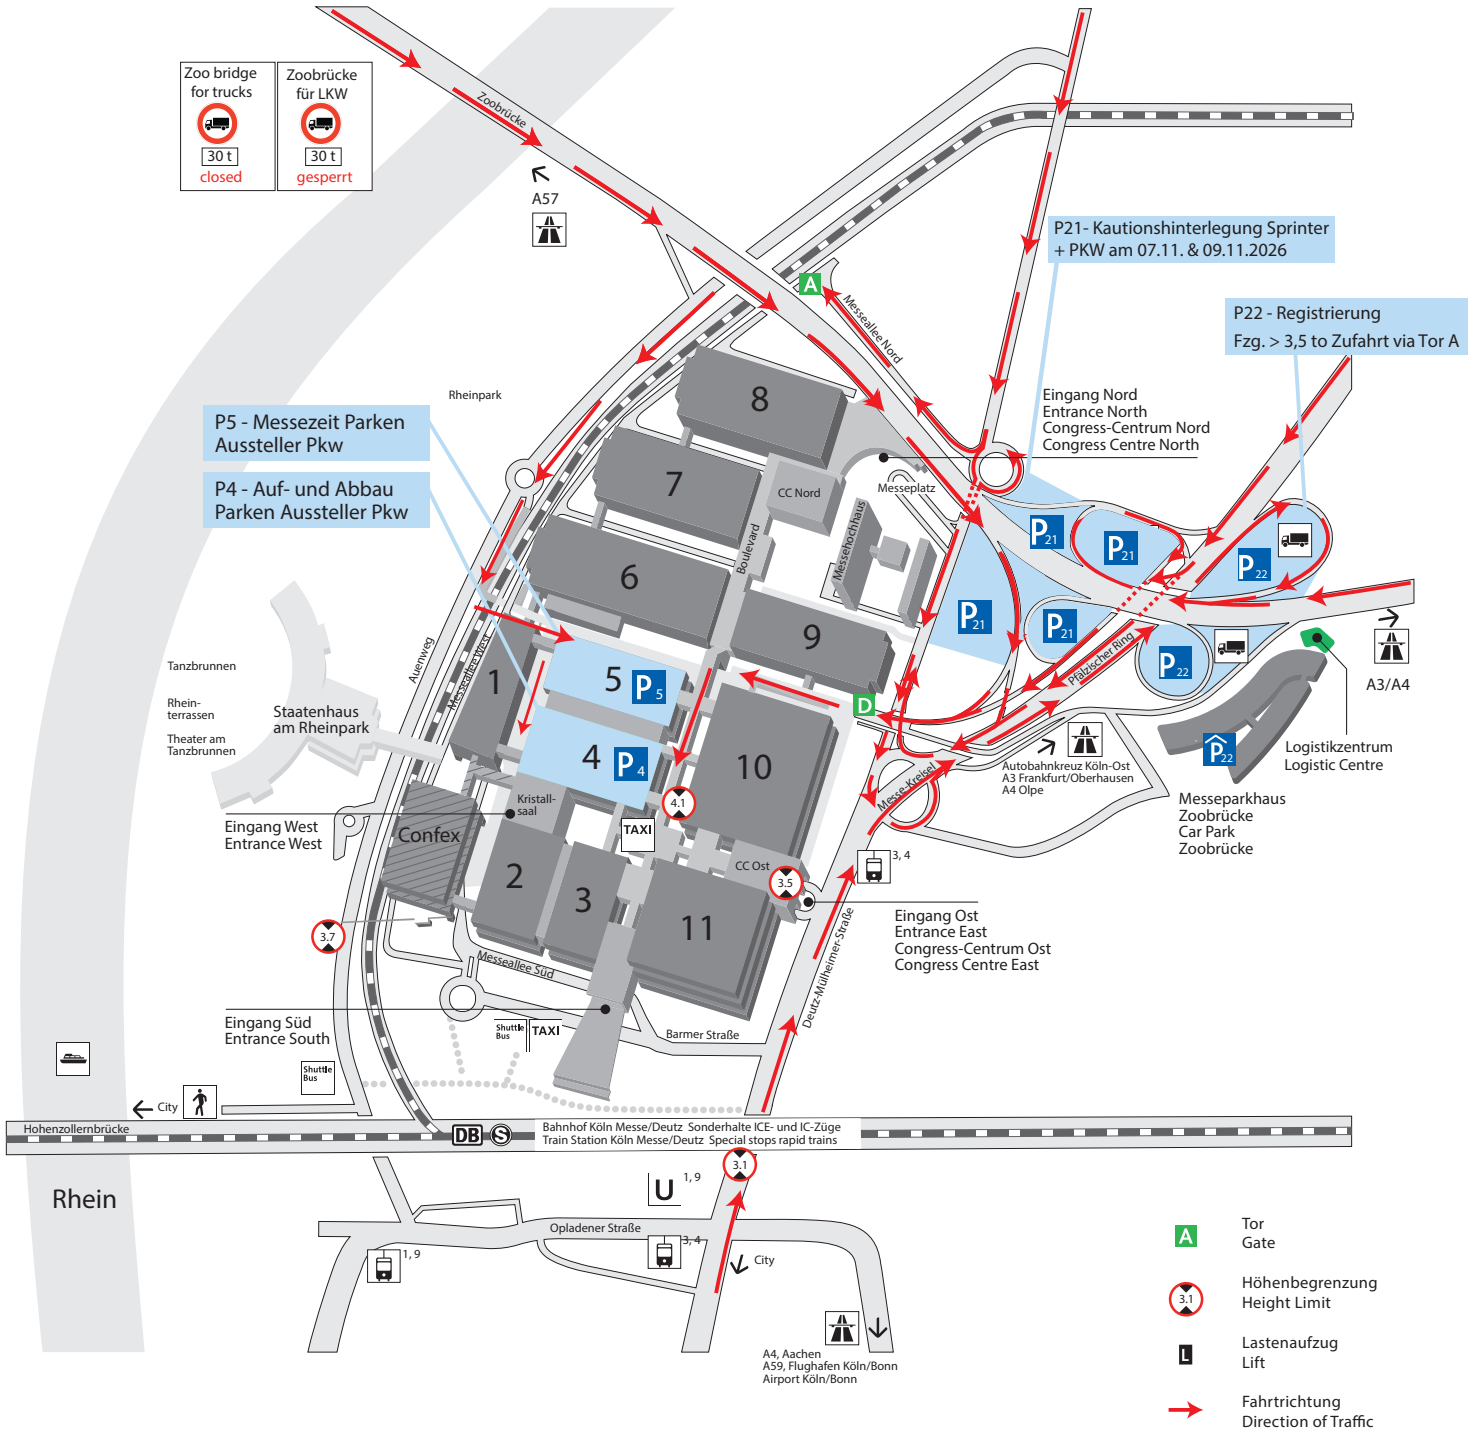 Zoo bridge
for trucks
30 t
closed
Zoobrücke
für LKW
30 t
gesperrt
Zoobrücke
A57
P21- Kautionshinterlegung Sprinter
+ PKW am 07.11. & 09.11.2026
P22 - Registrierung
Fzg. > 3,5 to Zufahrt via Tor A
A
Messeallee Nord
Rheinpark
P5 - Messezeit Parken
Aussteller Pkw
P4 - Auf- und Abbau
Parken Aussteller Pkw
Eingang Nord
Entrance North
Congress-Centrum Nord
Congress Centre North
8
7
CC Nord
Messeplatz
Messehochhaus
Boulevard
6
9
P21
P21
P22
P21
P21
P22
Pfälzischer Ring
A3/A4
Auenweg
Messeallee West
Tanzbrunnen
Rhein-
terrassen
Theater am
Tanzbrunnen
Staatenhaus
am Rheinpark
1
5
P5
4
P4
D
10
Kristall-
saal
4.1
TAXI
Autobahnkreuz Köln-Ost
A3 Frankfurt/Oberhausen
A4 Olpe
Messe-Kreisel
P22
Logistikzentrum
Logistic Centre
Messeparkhaus
Zoobrücke
Car Park
Zoobrücke
Eingang West
Entrance West
Confex
2
3
11
CC Ost
3.5
3, 4
3.7
Eingang Ost
Entrance East
Congress-Centrum Ost
Congress Centre East
Messeallee Süd
Deutz-Mülheimer-Straße
Eingang Süd
Entrance South
Shuttle
Bus
TAXI
Barmer Straße
Shuttle
Bus
City
Hohenzollernbrücke
DB
S
Bahnhof Köln Messe/Deutz Sonderhalte ICE- und IC-Züge
Train Station Köln Messe/Deutz Special stops rapid trains
3.1
Rhein
U
1, 9
Opladener Straße
1, 9
3, 4
City
A4, Aachen
A59, Flughafen Köln/Bonn
Airport Köln/Bonn
A
Tor
Gate
3.1
Höhenbegrenzung
Height Limit
L
Lastenaufzug
Lift
Fahrtrichtung
Direction of Traffic